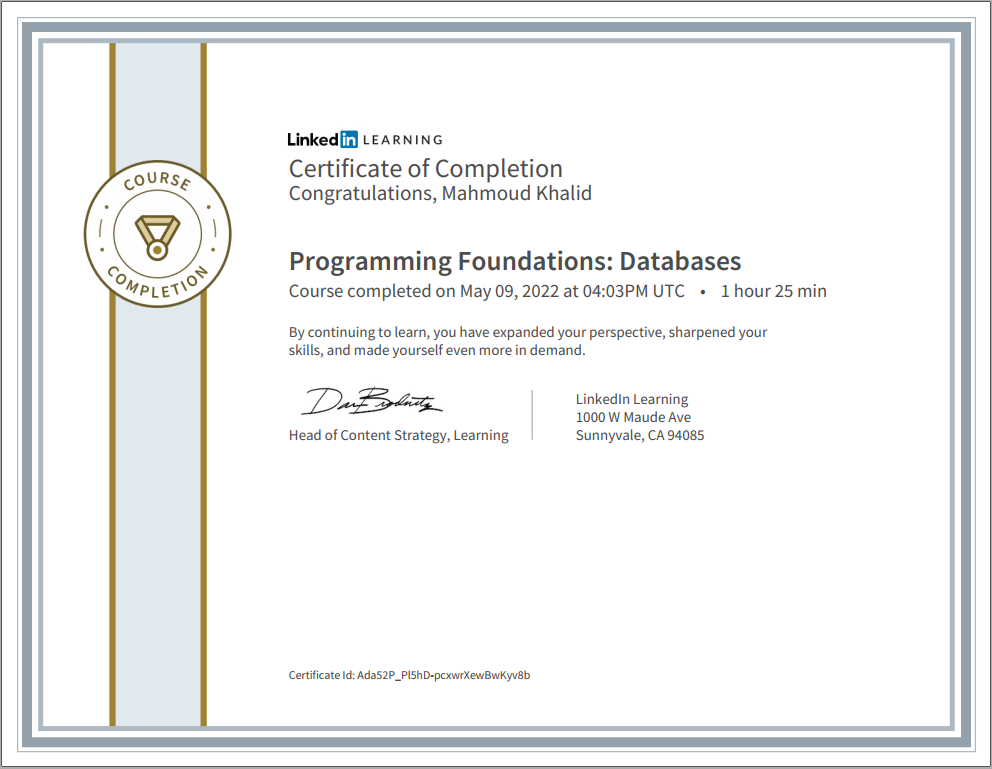 COURSE
COMPLETION
Linked in LEARNING
Certificate of Completion
Congratulations, Mahmoud Khalid
Programming Foundations: Databases
Course completed on May 09, 2022 at 04:03PM UTC • 1 hour 25 min
By continuing to learn, you have expanded your perspective, sharpened your
skills, and made yourself even more in demand.
Head of Content Strategy, Learning
LinkedIn Learning
1000 W Maude Ave
Sunnyvale, CA 94085
Certificate Id: Ada52P_Pl5hD-pcxwrXewBwKyv8b